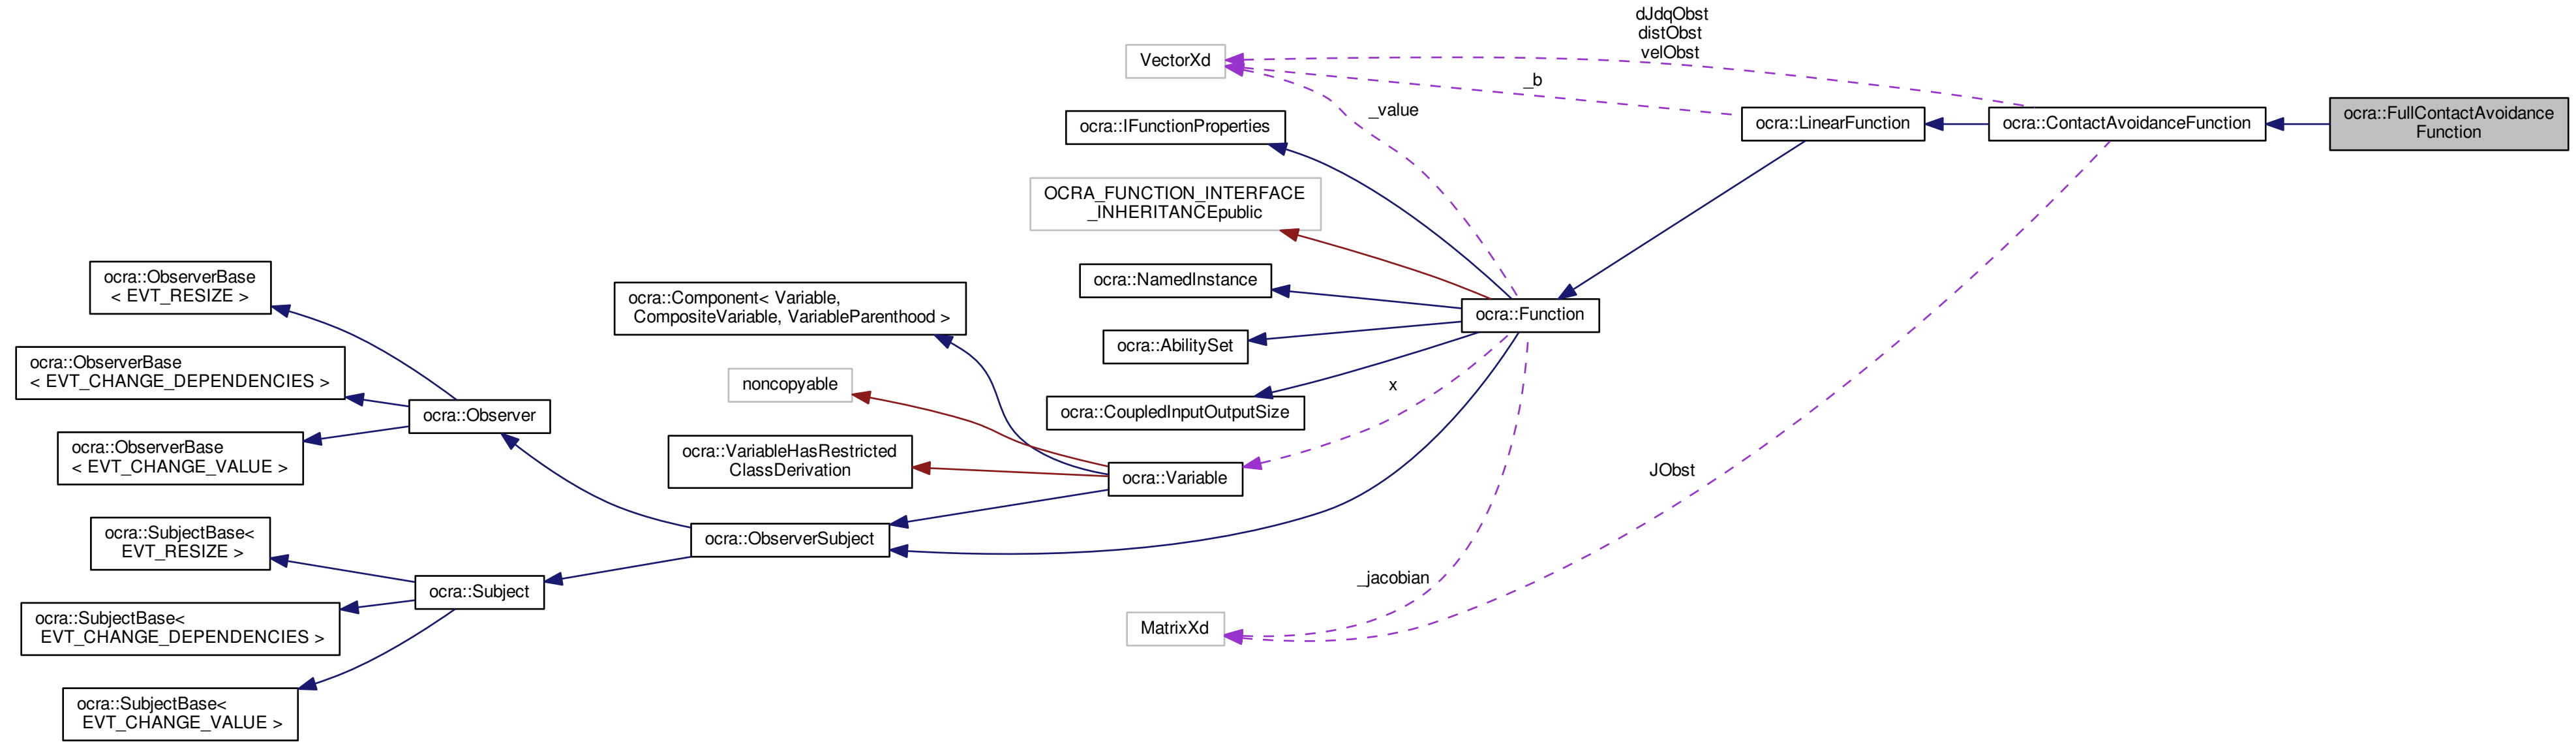 dJdqObst
distObst
velObst
VectorXd
_b
_value
ocra::IFunctionProperties
ocra::LinearFunction
ocra::ContactAvoidanceFunction
ocra::FullContactAvoidance
Function
OCRA_FUNCTION_INTERFACE
_INHERITANCEpublic
ocra::NamedInstance
ocra::ObserverBase
< EVT_RESIZE >
ocra::Component< Variable,
CompositeVariable, VariableParenthood >
ocra::Function
ocra::AbilitySet
ocra::ObserverBase
< EVT_CHANGE_DEPENDENCIES >
noncopyable
x
ocra::Observer
ocra::CoupledInputOutputSize
ocra::ObserverBase
< EVT_CHANGE_VALUE >
ocra::VariableHasRestricted
ClassDerivation
ocra::Variable
JObst
ocra::SubjectBase<
EVT_RESIZE >
ocra::ObserverSubject
ocra::Subject
_jacobian
ocra::SubjectBase<
EVT_CHANGE_DEPENDENCIES >
MatrixXd
ocra::SubjectBase<
EVT_CHANGE_VALUE >